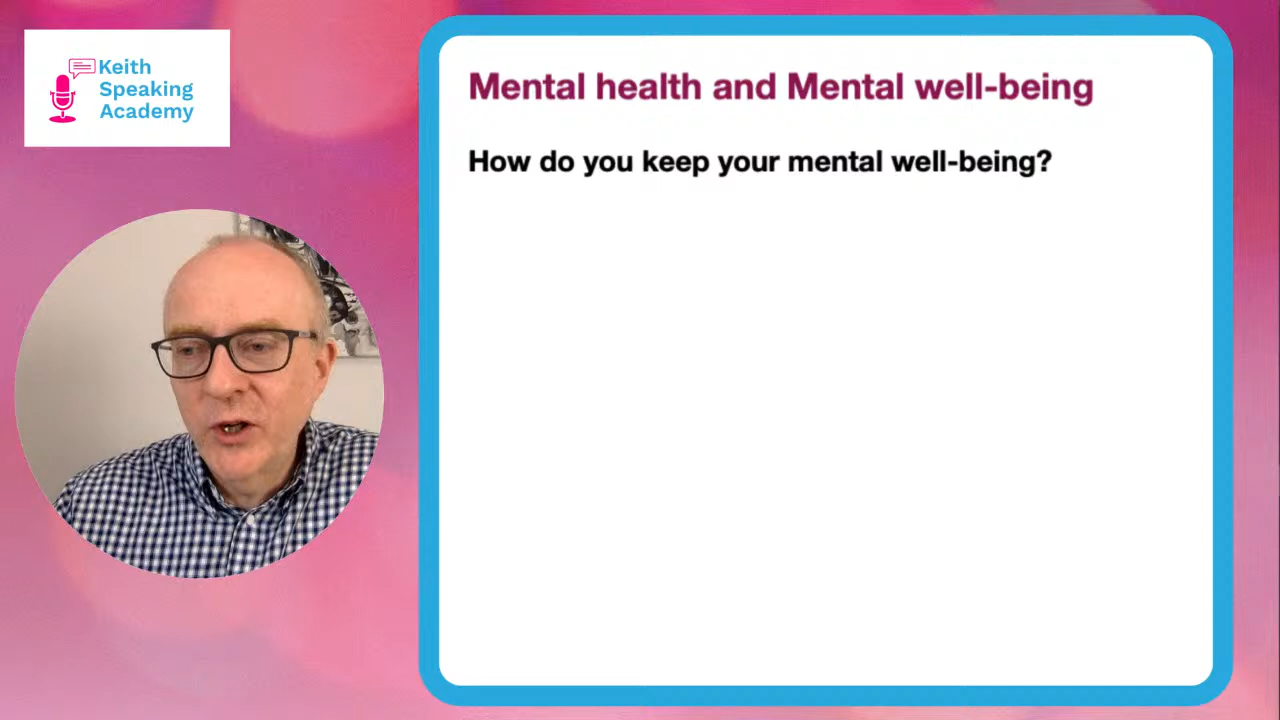 Keith
Speaking
Academy
Mental health and Mental well-being
How do you keep your mental well-being?